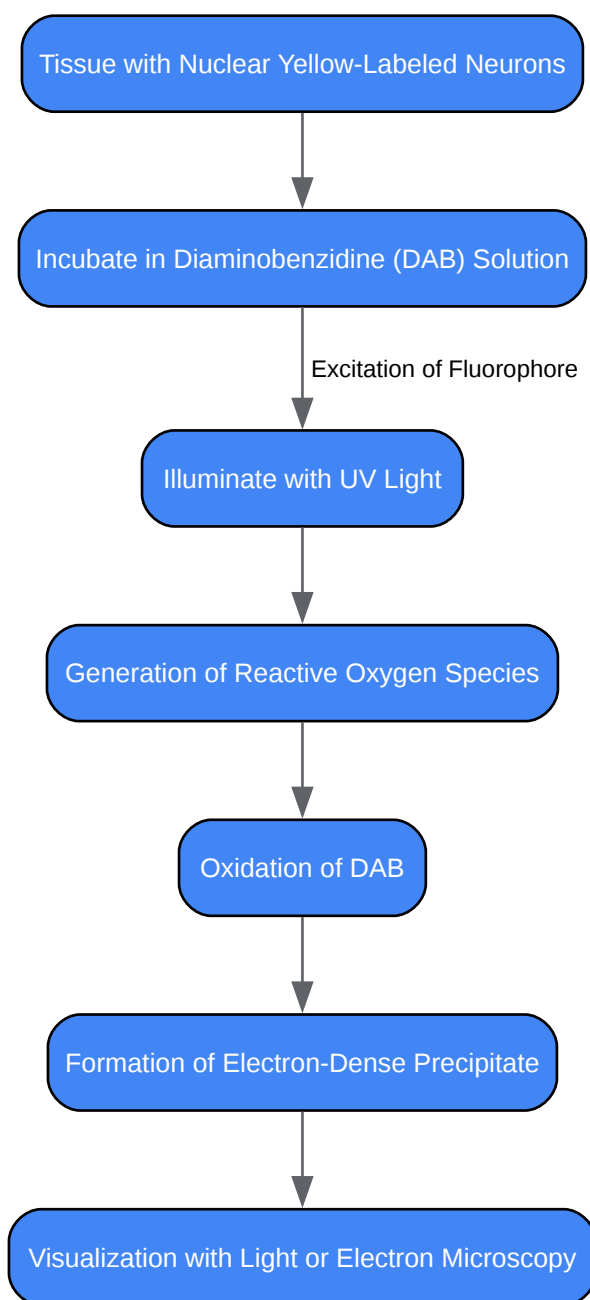 Tissue with Nuclear Yellow-Labeled Neurons
Incubate in Diaminobenzidine (DAB) Solution
Excitation of Fluorophore
Illuminate with UV Light
Generation of Reactive Oxygen Species
Oxidation of DAB
Formation of Electron-Dense Precipitate
Visualization with Light or Electron Microscopy